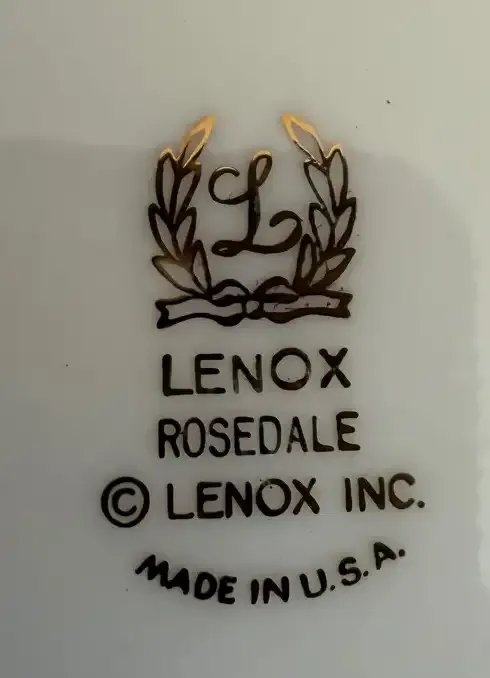 L
LENOX
ROSEDALE
© LENOX INC.
MADE IN U.S.A.